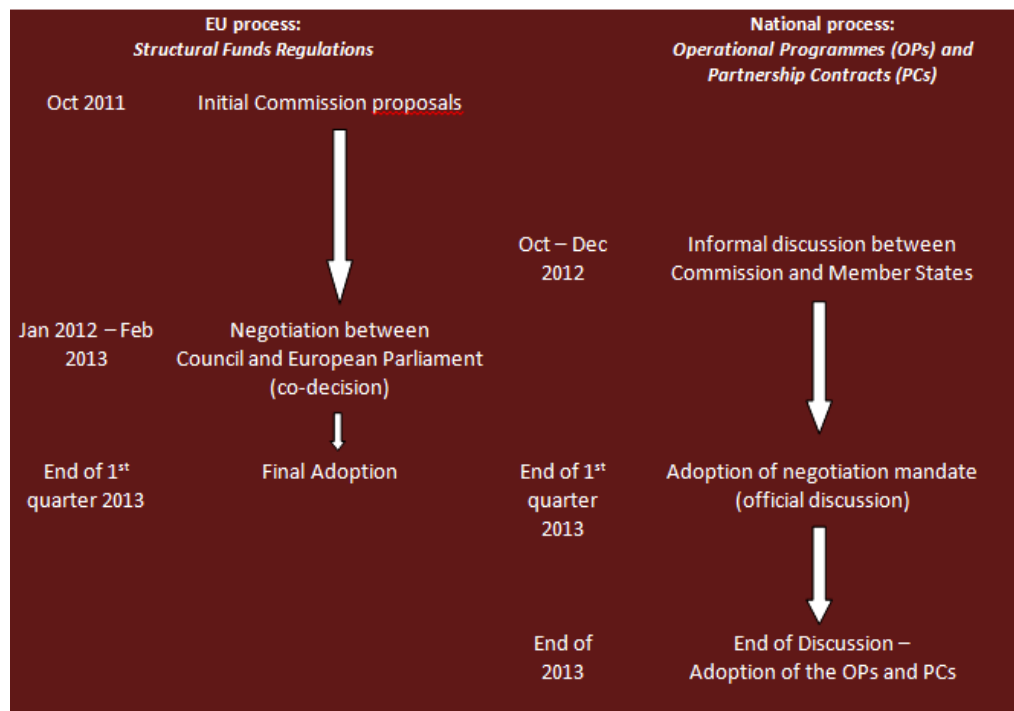 EU process:
Structural Funds Regulations
Oct 2011
Initial Commission proposals
Jan 2012 – Feb
2013
Negotiation between
Council and European Parliament
(co-decision)
End of 1st
quarter 2013
Final Adoption
National process:
Operational Programmes (OPs) and
Partnership Contracts (PCs)
Oct – Dec
2012
Informal discussion between
Commission and Member States
End of 1st
quarter
2013
Adoption of negotiation mandate
(official discussion)
End of
2013
End of Discussion –
Adoption of the OPs and PCs